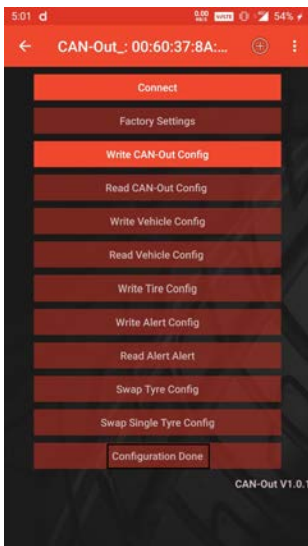 5:01 d 54%
CAN-Out_: 00:60:37:8A:...
Connect
Factory Settings
Write CAN-Out Config
Read CAN-Out Config
Write Vehicle Config
Read Vehicle Config
Write Tire Config
Write Alert Config
Read Alert Alert
Swap Tyre Config
Swap Single Tyre Config
Configuration Done
CAN-Out V1.0.1